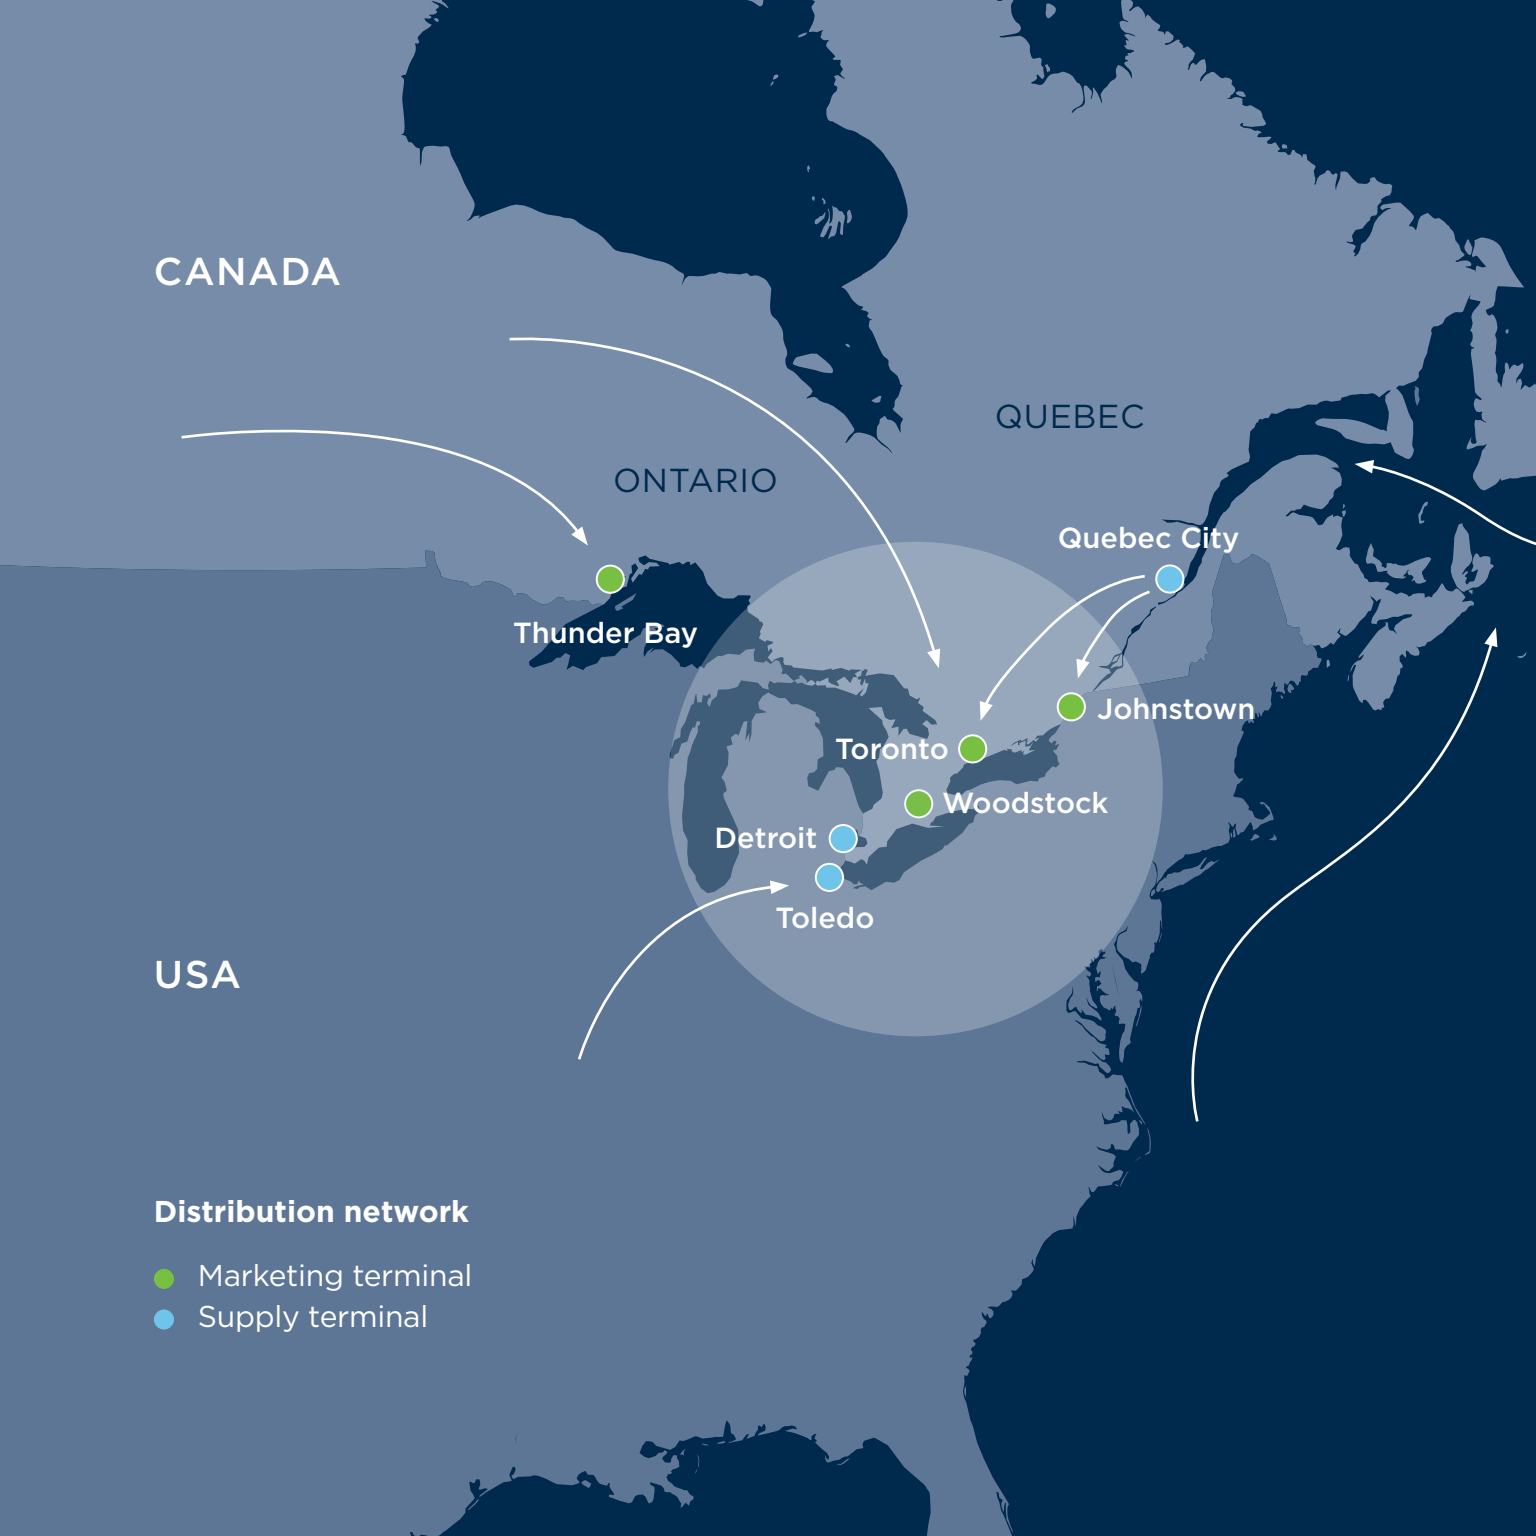 CANADA
QUEBEC
ONTARIO
Quebec City
Thunder Bay
Johnstown
Toronto
Woodstock
Detroit
Toledo
USA
Distribution network
Marketing terminal
Supply terminal